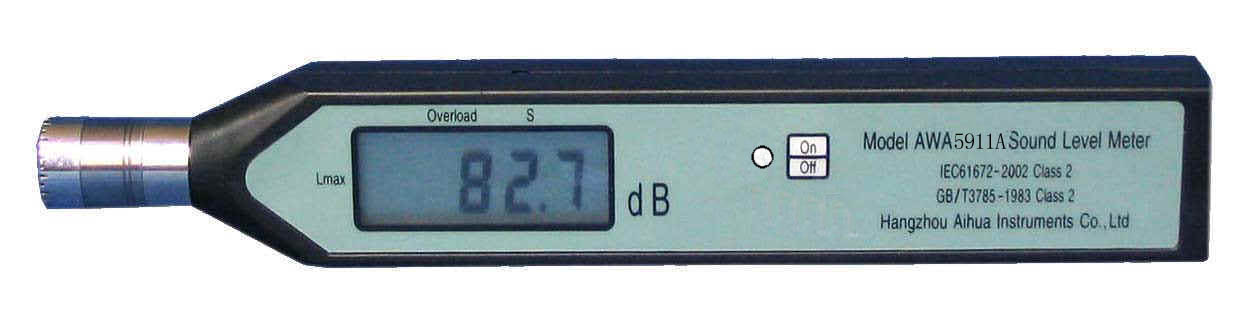 Overload S
Lmax
82.7
dB
On
Off
Model AWA5911A Sound Level Meter
IEC61672-2002 Class 2
GB/T3785-1983 Class 2
Hangzhou Aihua Instruments Co.,Ltd